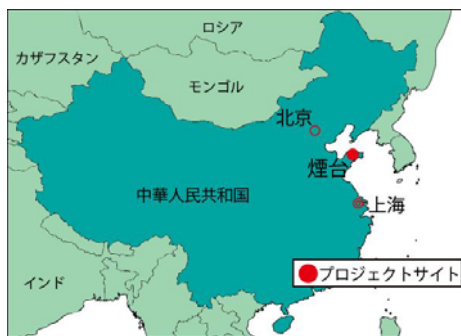 ロシア
カザフスタン
モンゴル
北京
煙台
中華人民共和国
上海
インド
プロジェクトサイト